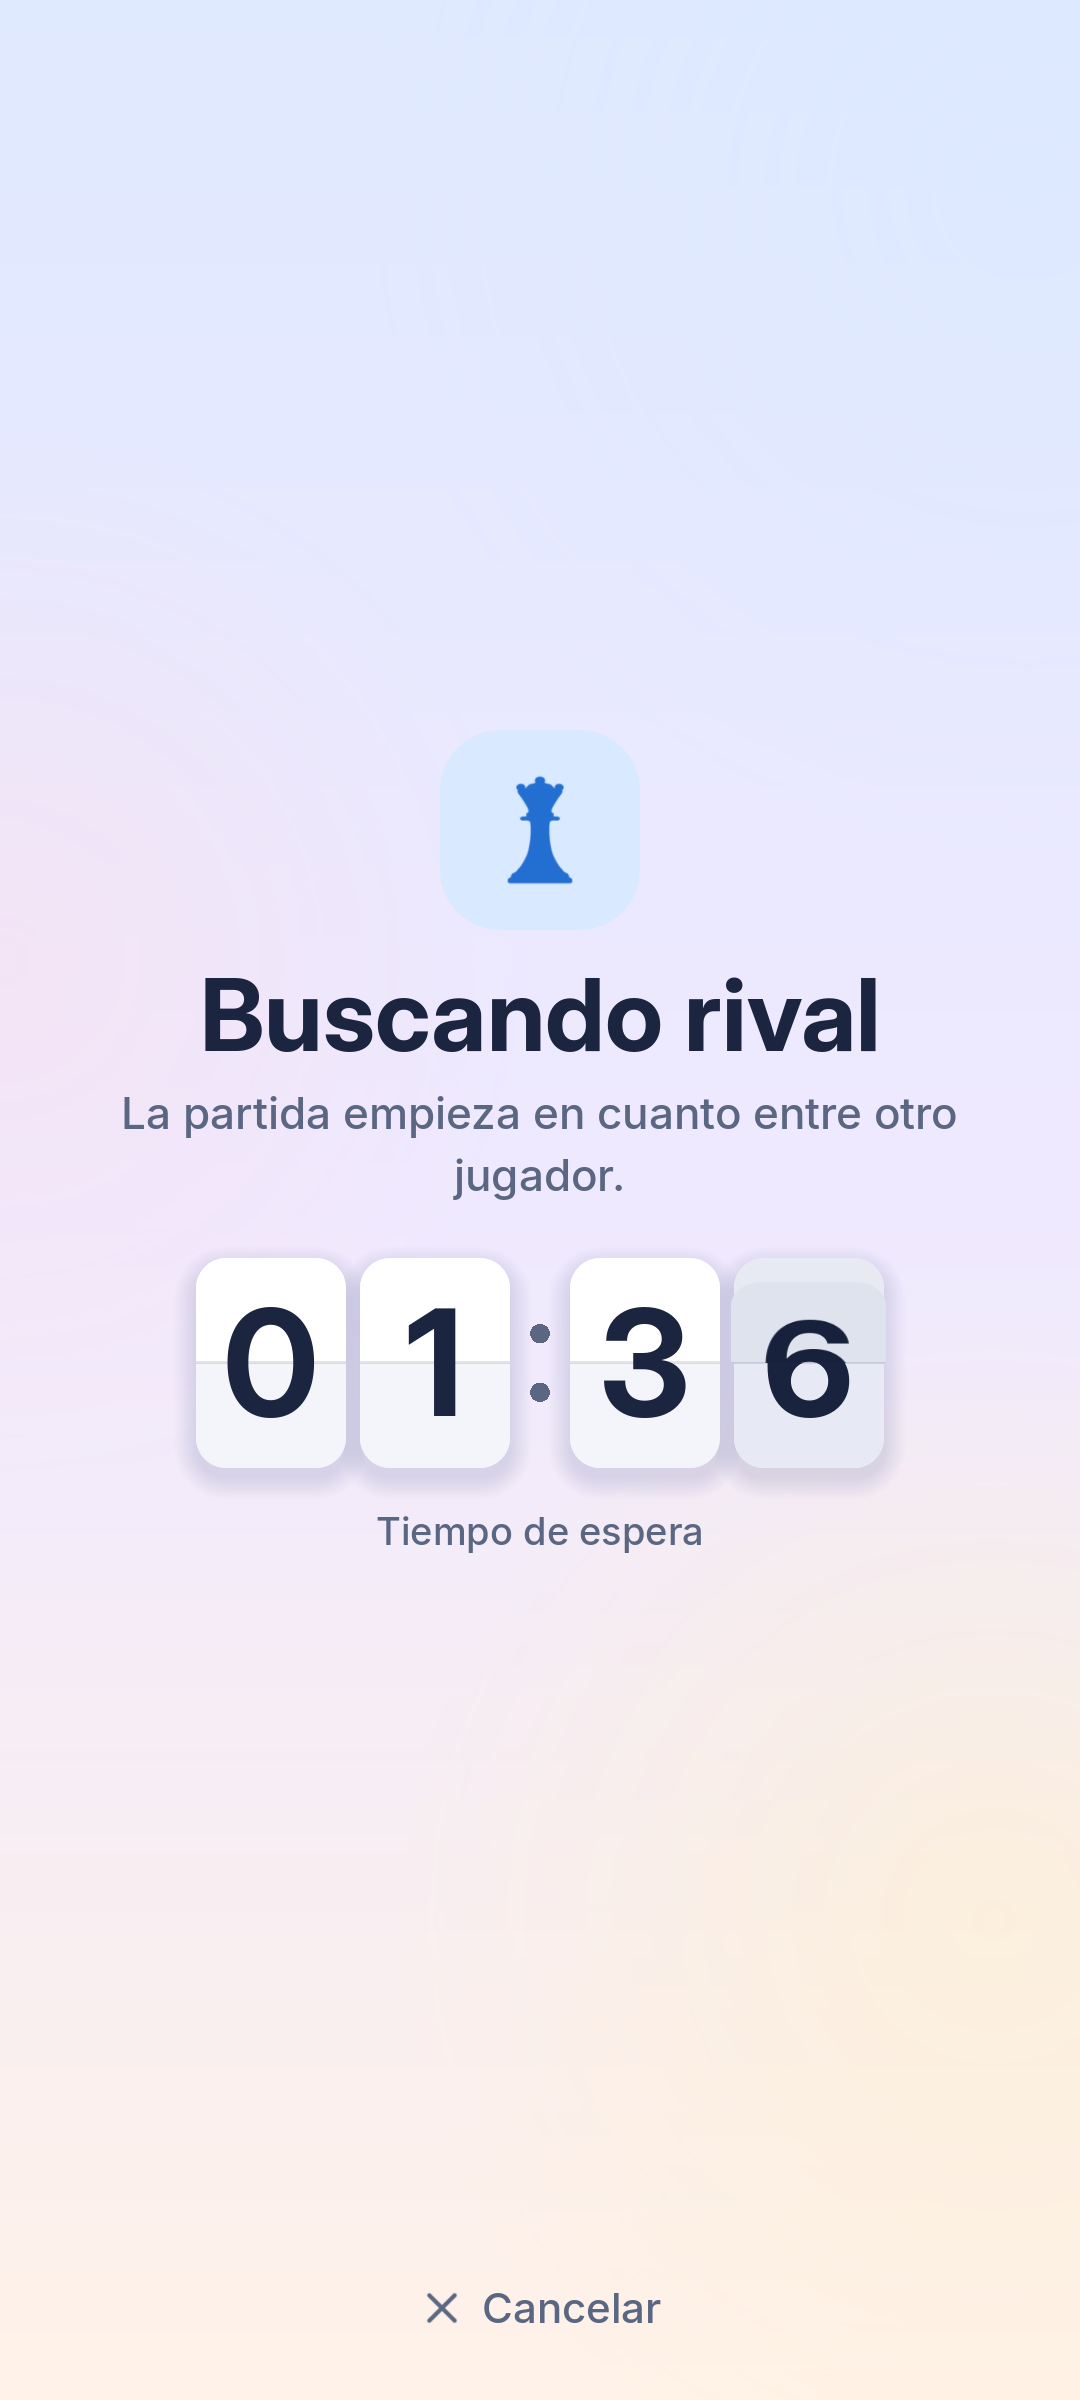 Buscando rival
La partida empieza en cuanto entre otro
jugador.
01:36
Tiempo de espera
Cancelar